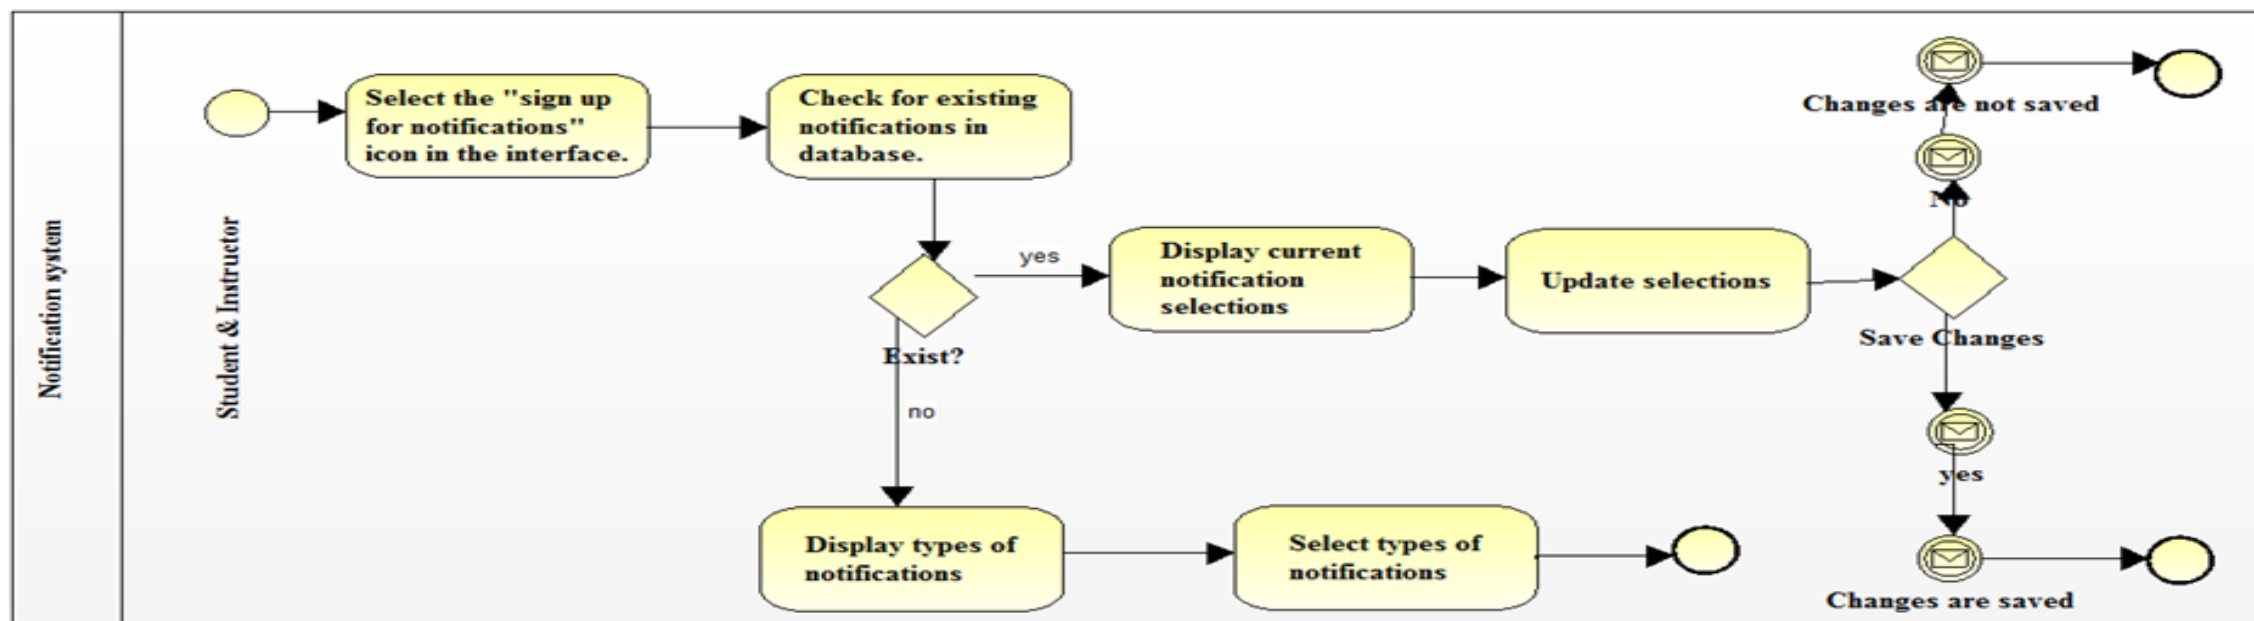 Notification system
Student & Instructor
Select the "sign up
for notifications"
icon in the interface.
Check for existing
notifications in
database.
Exist?
yes
no
Display current
notification
selections
Update selections
Save Changes
No
Changes are not saved
yes
Changes are saved
Display types of
notifications
Select types of
notifications